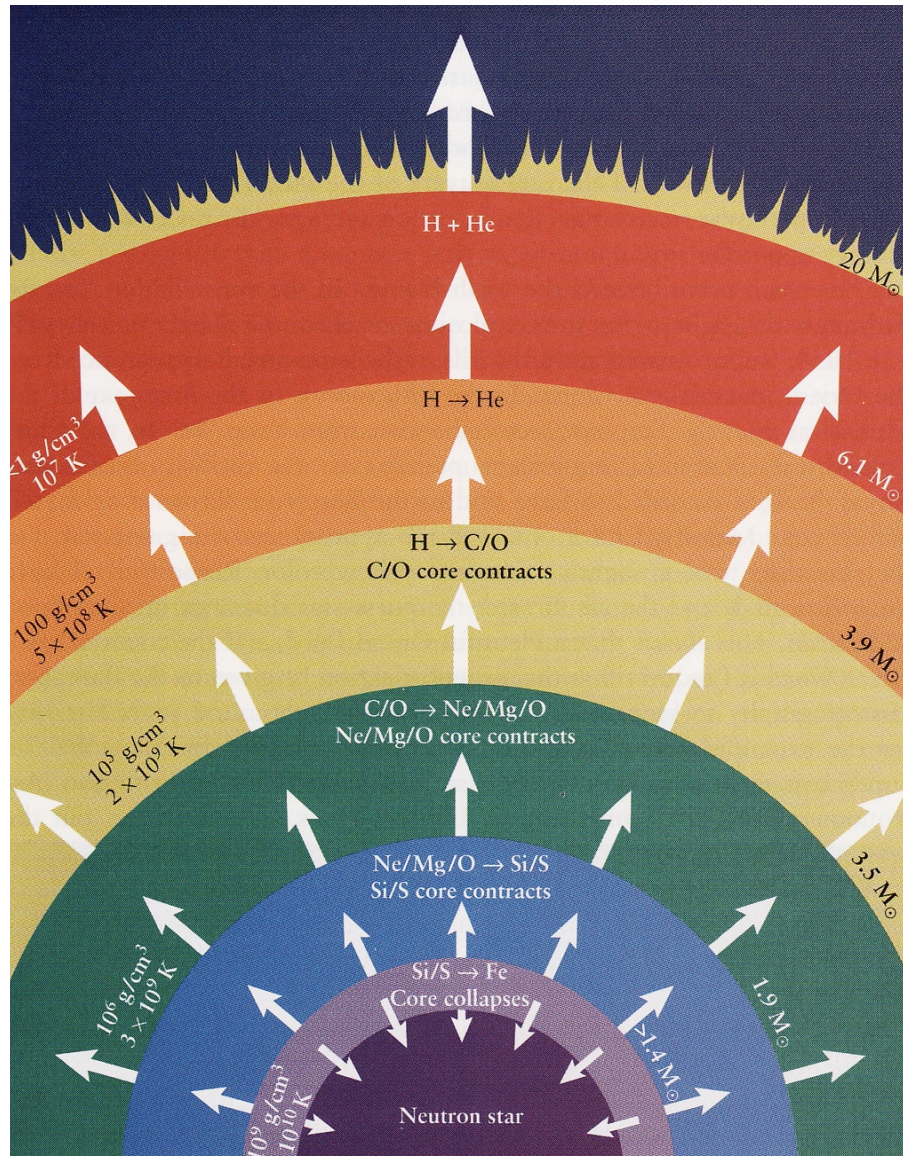 H + He
20 M☉
H → He
<1 g/cm³
10⁷ K
6.1 M☉
H → C/O
C/O core contracts
100 g/cm³
5 × 10⁸ K
3.9 M☉
C/O → Ne/Mg/O
Ne/Mg/O core contracts
10⁵ g/cm³
2 × 10⁹ K
3.5 M☉
Ne/Mg/O → Si/S
Si/S core contracts
10⁶ g/cm³
3 × 10⁹ K
1.9 M☉
Si/S → Fe
Core collapses
>1.4 M☉
10⁹ g/cm³
10¹⁰ K
Neutron star